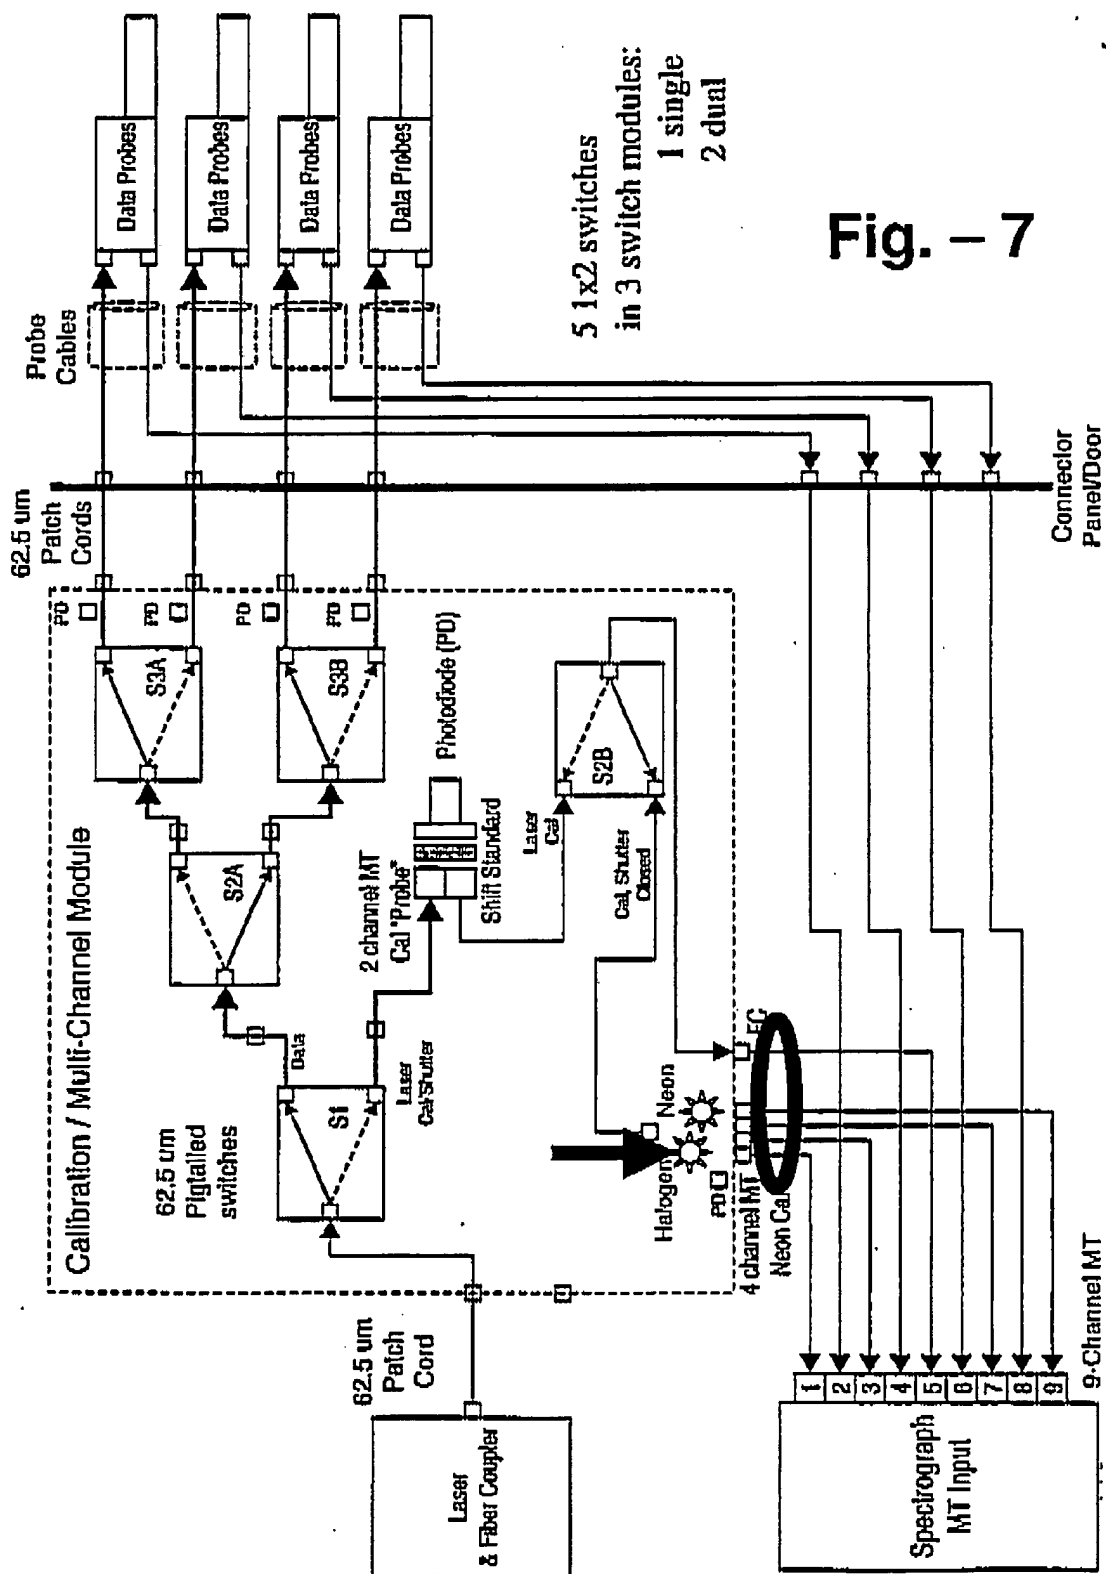 Probe
Cables
Data Probes
Data Probes
Data Probes
Data Probes
62.5 um
Patch
Cords
Connector
Panel/Door
5 1x2 switches
in 3 switch modules:
1 single
2 dual
Fig. – 7
Calibration / Multi-Channel Module
PD
PD
PD
PD
S3A
S3B
S2A
Photodiode (PD)
2 channel MT
Cal "Probe"
Shift Standard
Laser
Cal
S2B
Cal, Shutter
Closed
Data
Laser
Cal/Shutter
S1
62.5 um
Pigtailed
switches
Halogen
Neon
PD
FC
4 channel MT
Neon Cal
62.5 um
Patch
Cord
Laser
& Fiber Coupler
1
2
3
4
5
6
7
8
9
9-Channel MT
Spectrograph
MT Input